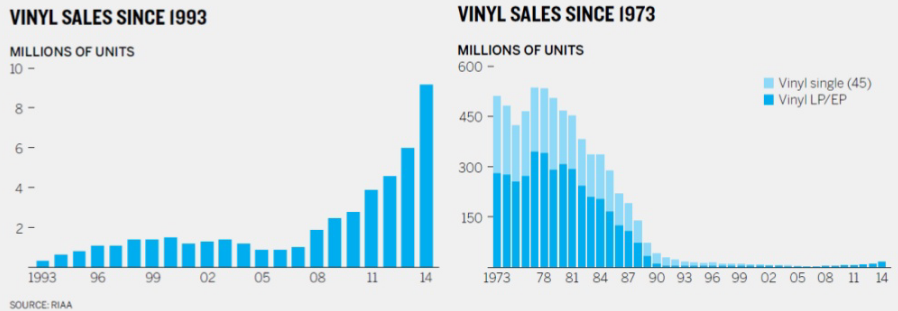 VINYL SALES SINCE 1993
MILLIONS OF UNITS
10
8
6
4
2
1993 96 99 02 05 08 11 14
SOURCE: RIAA
VINYL SALES SINCE 1973
MILLIONS OF UNITS
600
Vinyl single (45)
Vinyl LP/EP
450
300
150
1973 78 81 84 87 90 93 96 99 02 05 08 11 14